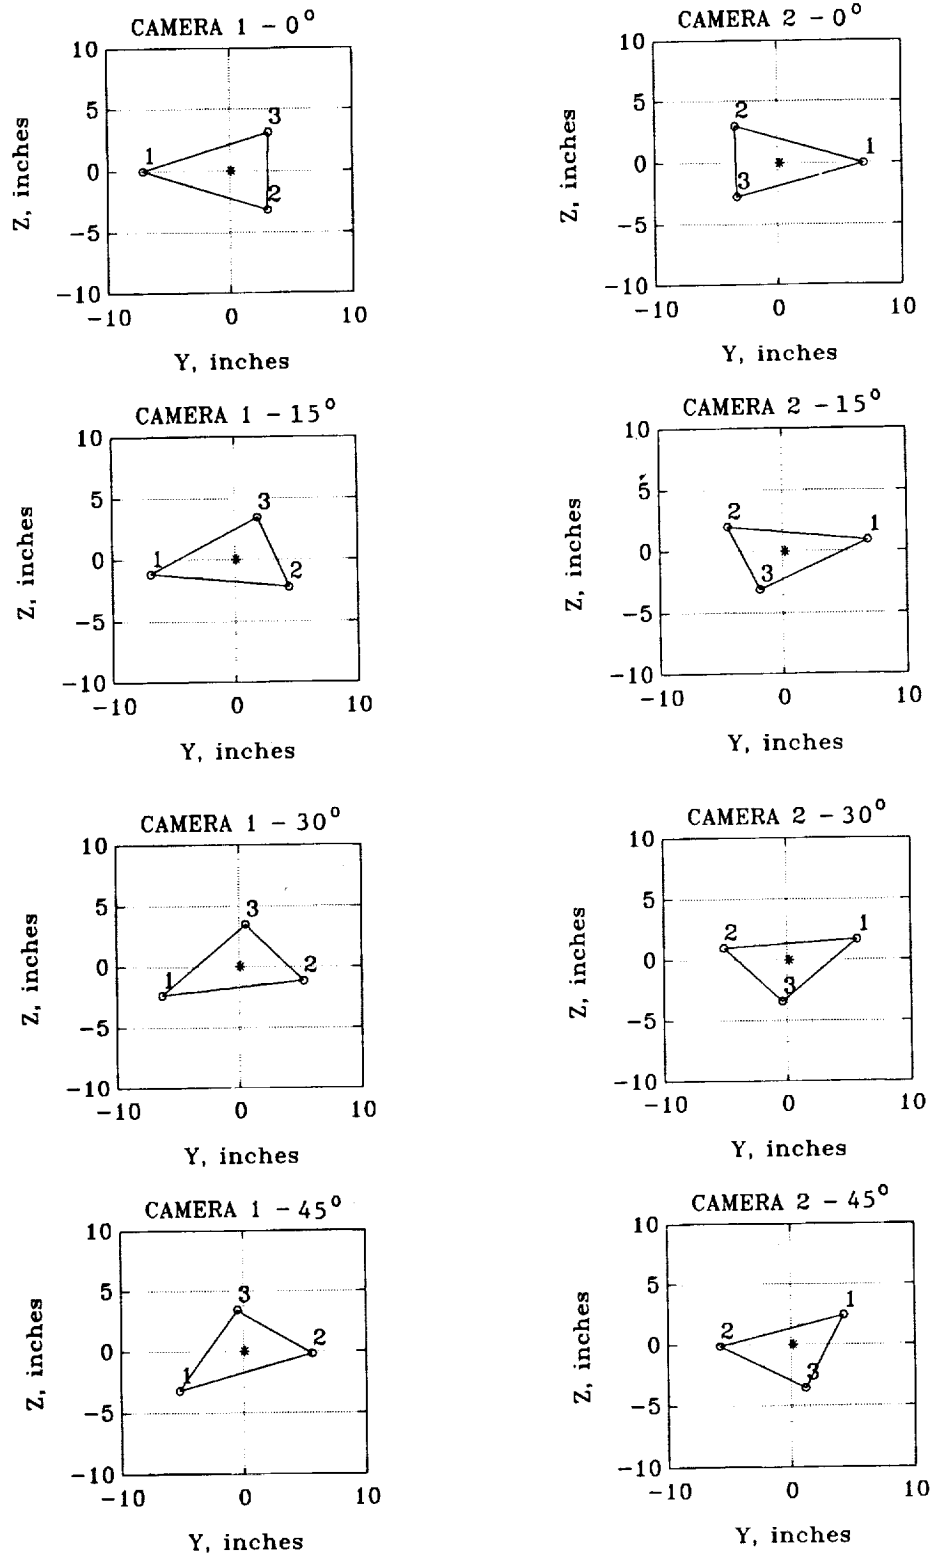 CAMERA 1 – 0°
10
5
0
−5
−10
Z, inches
3
1
2
−10 0 10
Y, inches
CAMERA 2 – 0°
10
5
0
−5
−10
Z, inches
2
1
3
−10 0 10
Y, inches
CAMERA 1 – 15°
10
5
0
−5
−10
Z, inches
3
1
2
−10 0 10
Y, inches
CAMERA 2 – 15°
10
5
0
−5
−10
Z, inches
2
1
3
−10 0 10
Y, inches
CAMERA 1 – 30°
10
5
0
−5
−10
Z, inches
3
1
2
−10 0 10
Y, inches
CAMERA 2 – 30°
10
5
0
−5
−10
Z, inches
1
2
3
−10 0 10
Y, inches
CAMERA 1 – 45°
10
5
0
−5
−10
Z, inches
3
2
1
−10 0 10
Y, inches
CAMERA 2 – 45°
10
5
0
−5
−10
Z, inches
1
2
3
−10 0 10
Y, inches